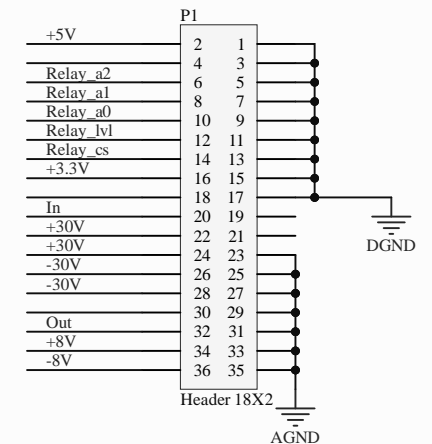 P1
+5V 2 1
4 3
Relay_a2 6 5
Relay_a1 8 7
Relay_a0 10 9
Relay_lvl 12 11
Relay_cs 14 13
+3.3V 16 15
18 17
In 20 19
+30V 22 21
+30V 24 23
-30V 26 25
-30V 28 27
30 29
Out 32 31
+8V 34 33
-8V 36 35
DGND
Header 18X2
AGND